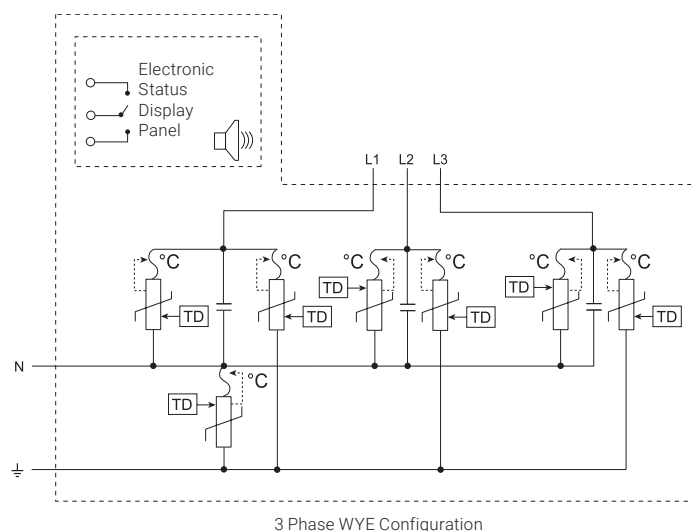 Electronic
Status
Display
Panel
L1 L2 L3
°C °C °C °C °C °C
TD TD TD TD TD TD
N
°C
TD
3 Phase WYE Configuration